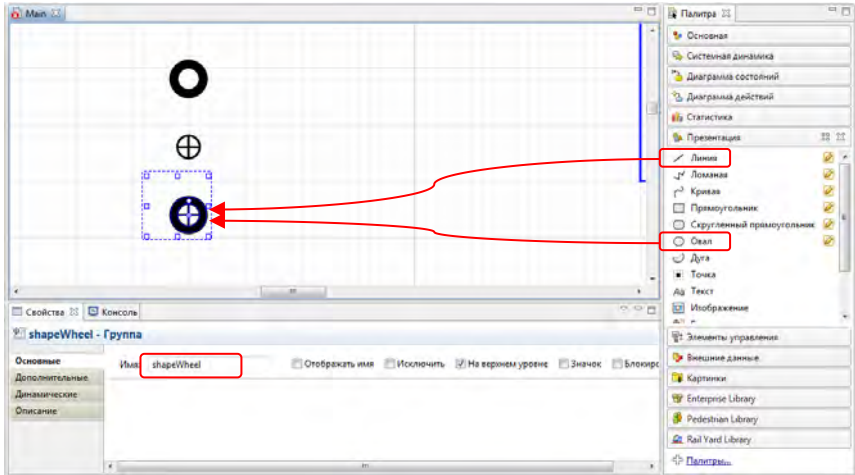 Main
Палитра
Основная
Системная динамика
Диаграмма состояний
Диаграмма действий
Статистика
Презентация
Линия
Ломаная
Кривая
Прямоугольник
Скругленный прямоугольник
Овал
Дуга
Точка
Aa Текст
Изображение
Элементы управления
Внешние данные
Картинки
Enterprise Library
Pedestrian Library
Rail Yard Library
Палитры...
Свойства
Консоль
shapeWheel - Группа
Основные
Дополнительные
Динамические
Описание
Имя: shapeWheel
Отображать имя
Исключить
На верхнем уровне
Значок
Блокиро